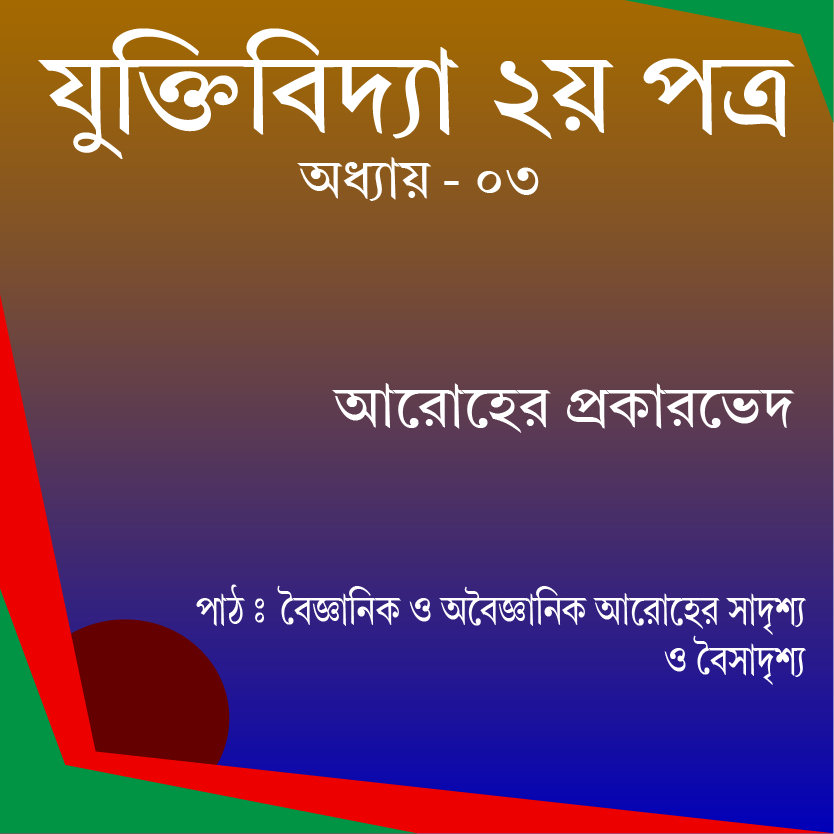 যুক্তিবিদ্যা ২য় পত্র
অধ্যায় - ০৩
আরোহের প্রকারভেদ
পাঠ ঃ বৈজ্ঞানিক ও অবৈজ্ঞানিক আরোহের সাদৃশ্য
ও বৈসাদৃশ্য